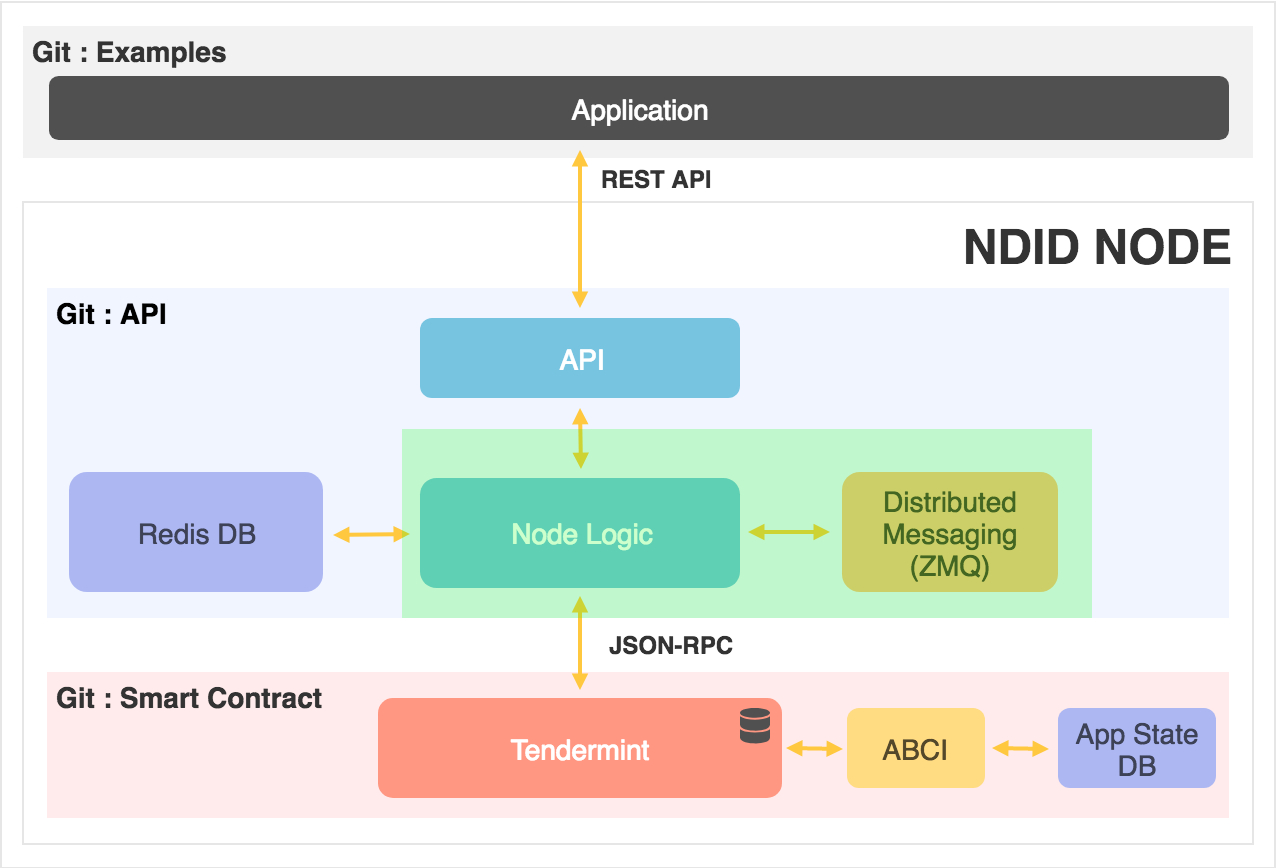 Git : Examples
Application
REST API
NDID NODE
Git : API
API
Redis DB
Node Logic
Distributed
Messaging
(ZMQ)
JSON-RPC
Git : Smart Contract
Tendermint
ABCI
App State
DB